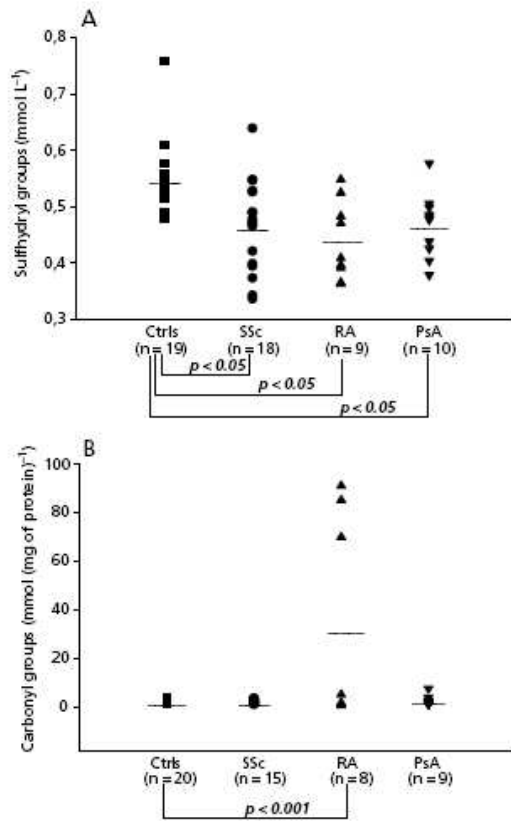 A
Sulfhydryl groups (mmol L⁻¹)
0,8
0,7
0,6
0,5
0,4
0,3
Ctrls SSc RA PsA
(n = 19) (n = 18) (n = 9) (n = 10)
p < 0.05
p < 0.05
p < 0.05
B
Carbonyl groups (mmol (mg of protein)⁻¹)
100
80
60
40
20
0
Ctrls SSc RA PsA
(n = 20) (n = 15) (n = 8) (n = 9)
p < 0.001